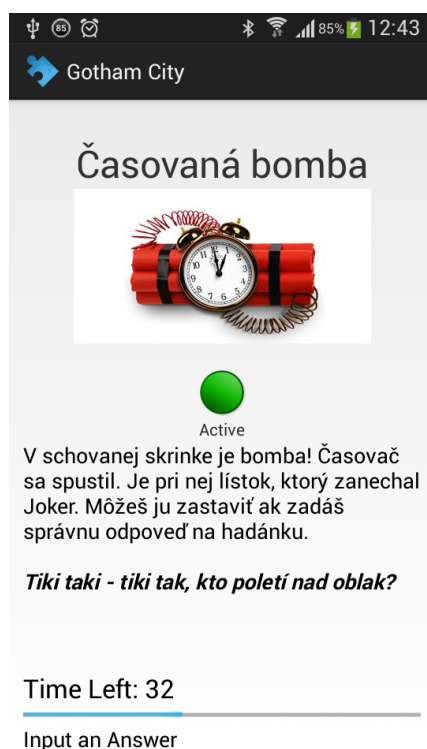 85 85% 12:43
Gotham City
Časovaná bomba
Active
V schovanej skrinke je bomba! Časovač
sa spustil. Je pri nej lístok, ktorý zanechal
Joker. Môžeš ju zastaviť ak zadáš
správnu odpoveď na hadánku.
Tiki taki - tiki tak, kto poletí nad oblak?
Time Left: 32
Input an Answer